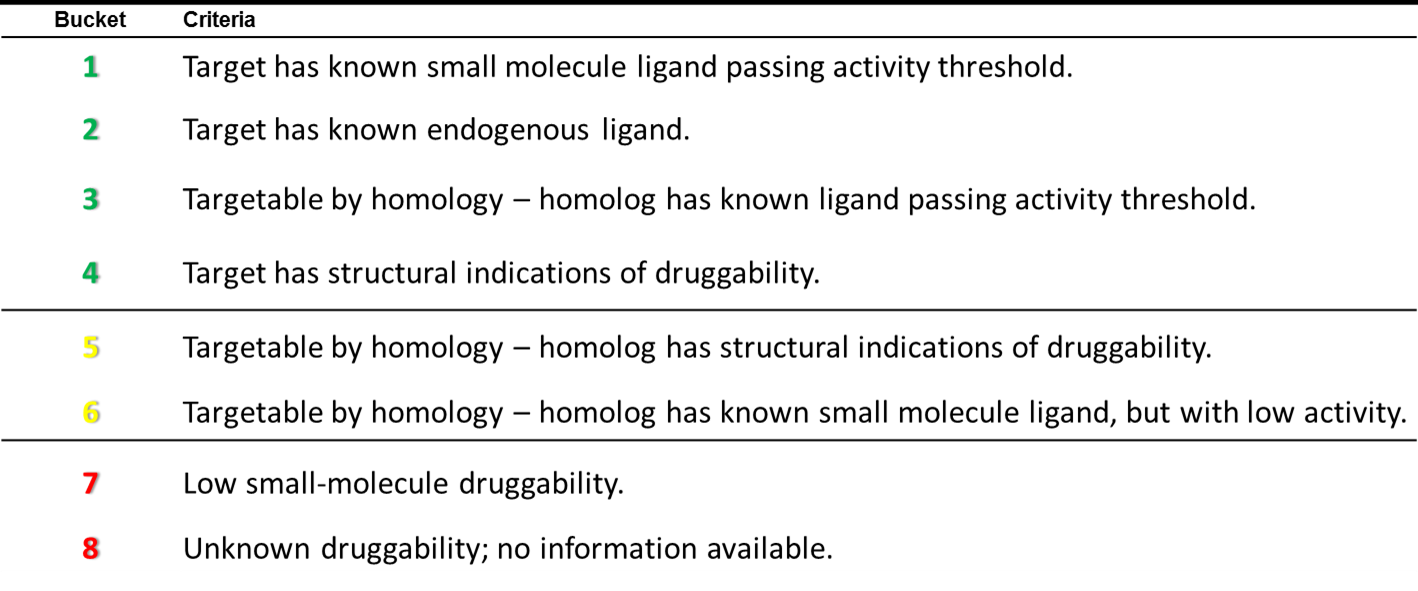 Bucket Criteria
1 Target has known small molecule ligand passing activity threshold.
2 Target has known endogenous ligand.
3 Targetable by homology – homolog has known ligand passing activity threshold.
4 Target has structural indications of druggability.
5 Targetable by homology – homolog has structural indications of druggability.
6 Targetable by homology – homolog has known small molecule ligand, but with low activity.
7 Low small-molecule druggability.
8 Unknown druggability; no information available.